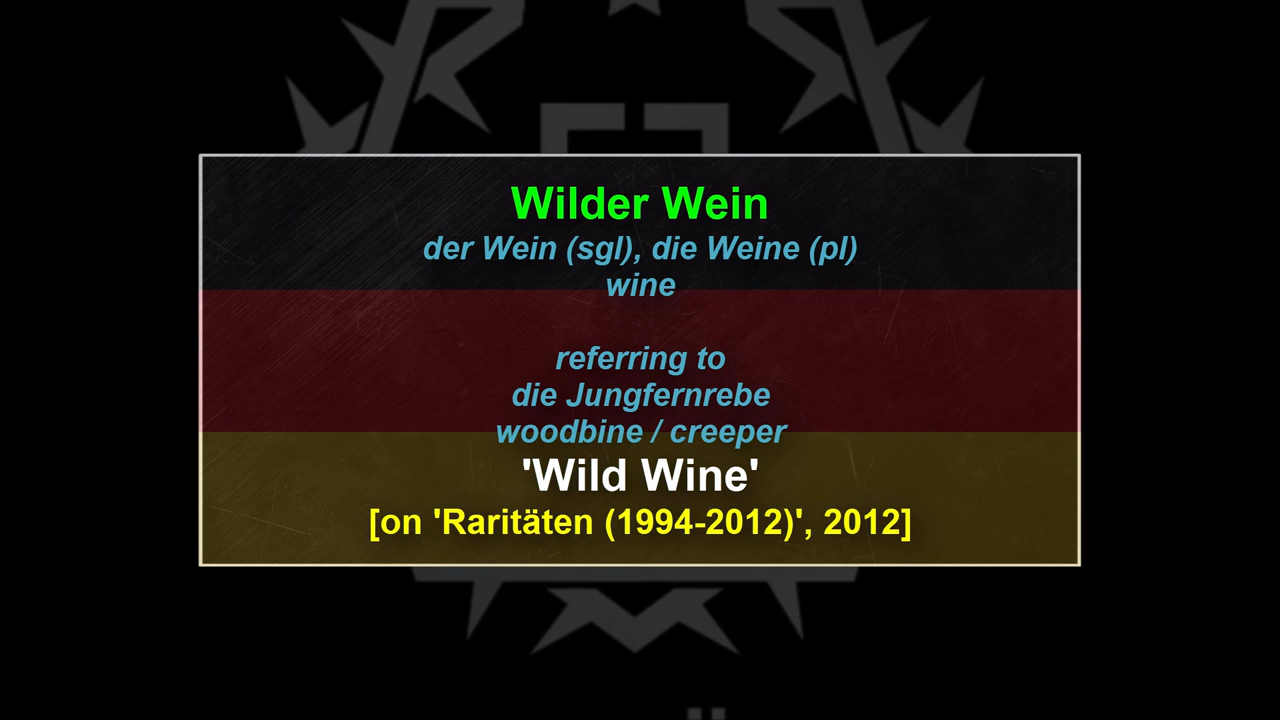 Wilder Wein
der Wein (sgl), die Weine (pl)
wine
referring to
die Jungfernrebe
woodbine / creeper
'Wild Wine'
[on 'Raritäten (1994-2012)', 2012]